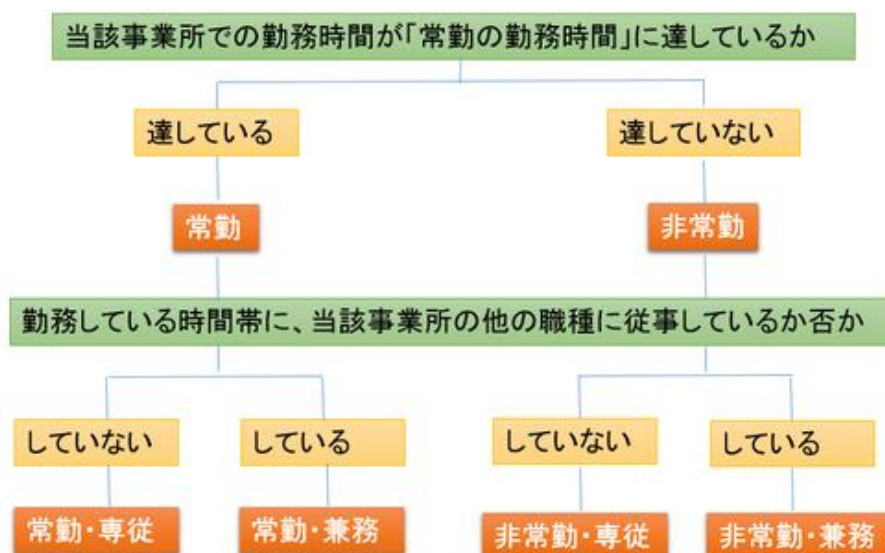 当該事業所での勤務時間が「常勤の勤務時間」に達しているか
達している
達していない
常勤
非常勤
勤務している時間帯に、当該事業所の他の職種に従事しているか否か
していない
している
していない
している
常勤・専従
常勤・兼務
非常勤・専従
非常勤・兼務